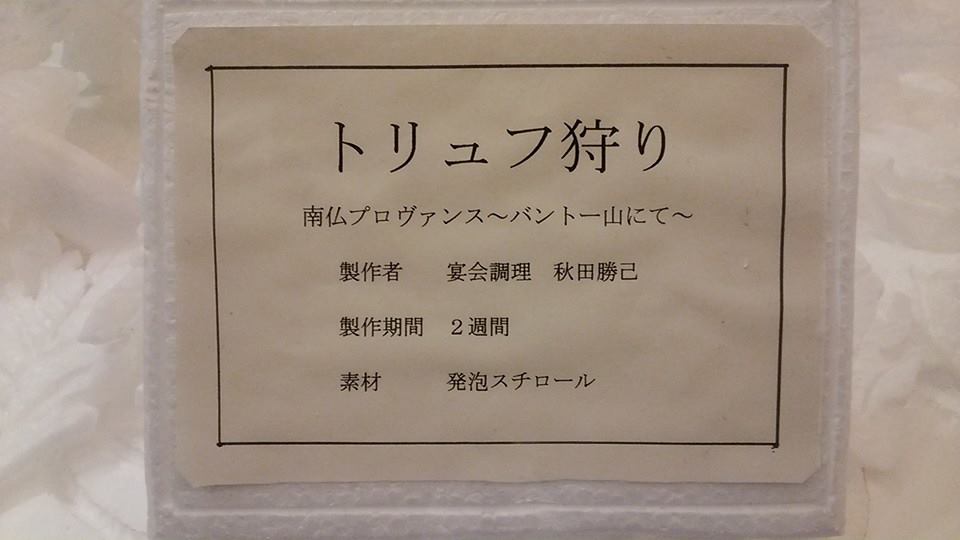 トリュフ狩り
南仏プロヴァンス～バントー山にて～
製作者　　宴会調理　秋田勝己
製作期間　２週間
素材　　　発泡スチロール